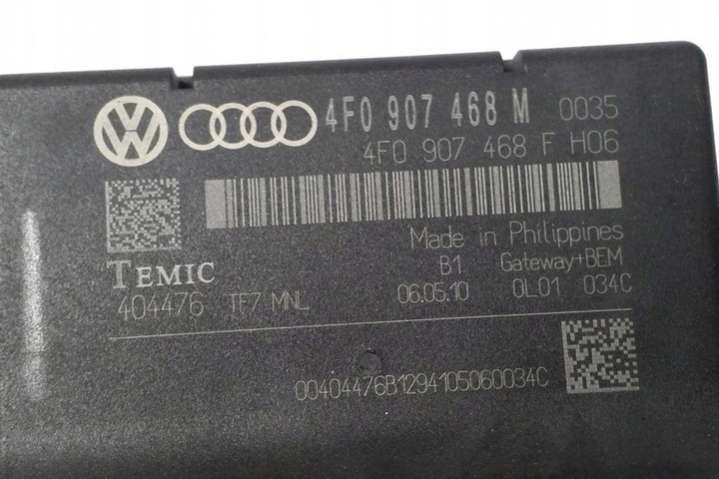 4F0 907 468 M 0035
4F0 907 468 F H06
Made in Philippines
TEMIC B1 Gateway+BEM
404476 TF7 MNL 06.05.10 0L01 034C
00404476B1294105060034C